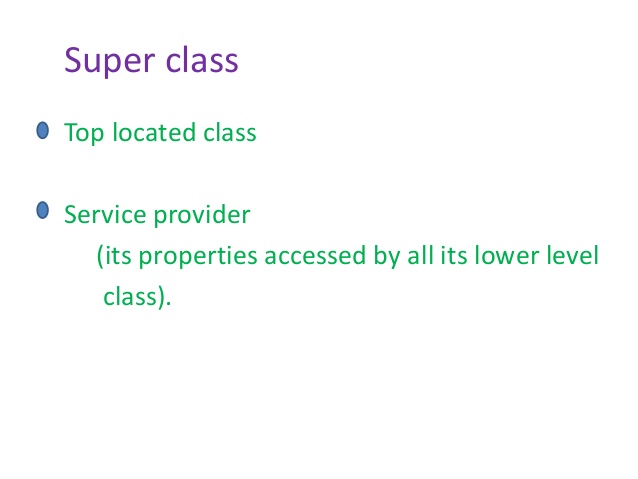 Super class
Top located class
Service provider
(its properties accessed by all its lower level
class).